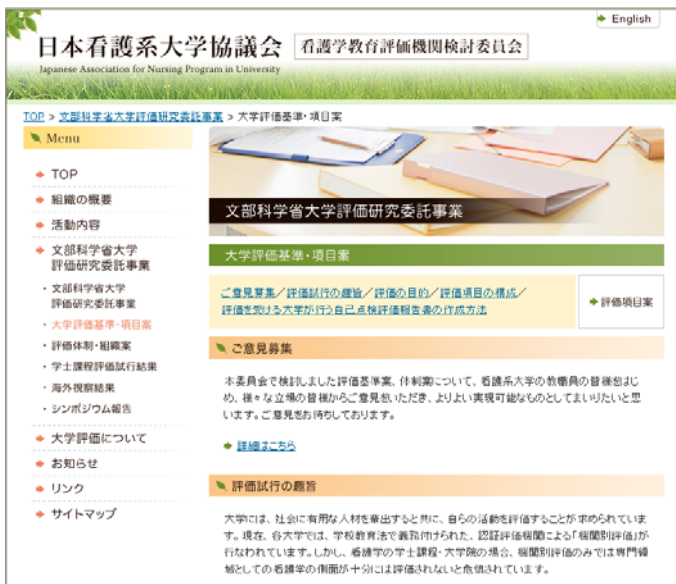 English
日本看護系大学協議会 看護学教育評価機関検討委員会
Japanese Association for Nursing Program in University
TOP > 文部科学省大学評価研究委託事業 > 大学評価基準・項目案
Menu
TOP
組織の概要
活動内容
文部科学省大学
評価研究委託事業
・文部科学省大学
評価研究委託事業
・大学評価基準・項目案
・評価体制・組織案
・学士課程評価試行結果
・海外視察結果
・シンポジウム報告
大学評価について
お知らせ
リンク
サイトマップ
文部科学省大学評価研究委託事業
大学評価基準・項目案
ご意見募集/評価試行の趣旨/評価の目的/評価項目の構成/
評価を受ける大学が行う自己点検評価報告書の作成方法
評価項目案
ご意見募集
本委員会で検討しました評価基準案、体制案について、看護系大学の教職員の皆様をはじ
め、様々な立場の皆様からご意見をいただき、よりよい実現可能なものとしてまいりたいと思
います。ご意見をお待ちしております。
詳細はこちら
評価試行の趣旨
大学には、社会に有用な人材を輩出すると共に、自らの活動を評価することが求められていま
す。現在、各大学では、学校教育法で義務付けられた、認証評価機関による「機関別評価」が
行なわれています。しかし、看護学の学士課程・大学院の場合、機関別評価のみでは専門領
域としての看護学の側面が十分には評価されないと危惧されています。